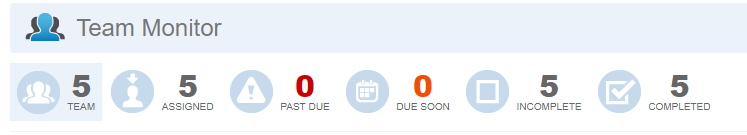 Team Monitor
5 TEAM
5 ASSIGNED
0 PAST DUE
0 DUE SOON
5 INCOMPLETE
5 COMPLETED